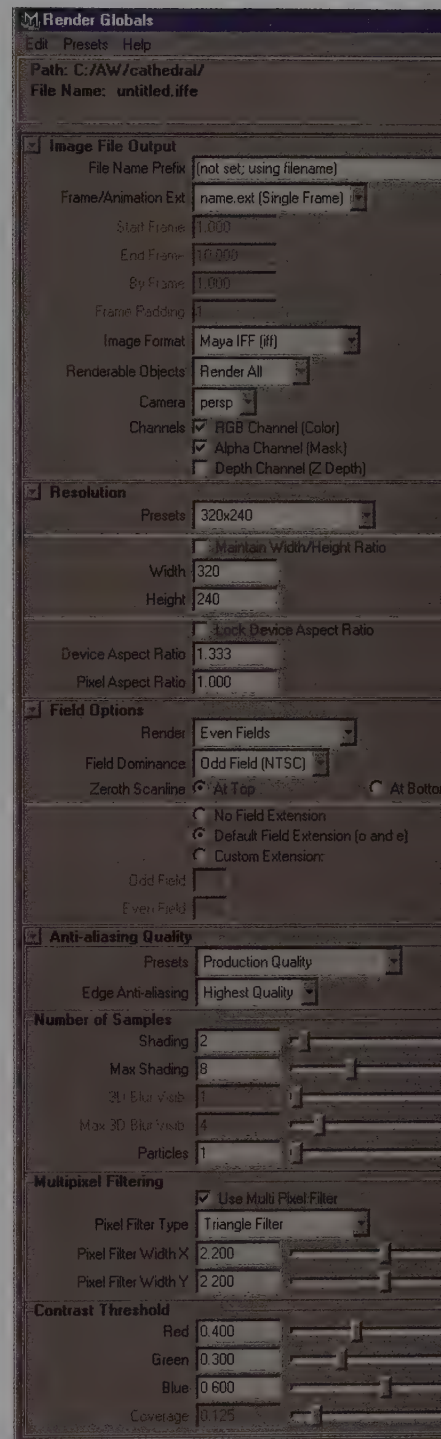 Render Globals
Edit Presets Help
Path: C:/AW/cathedral/
File Name: untitled.iffe
Image File Output
File Name Prefix (not set; using filename)
Frame/Animation Ext name.ext (Single Frame)
Start Frame 1.000
End Frame 10.000
By Frame 1.000
Frame Padding 1
Image Format Maya IFF (iff)
Renderable Objects Render All
Camera persp
Channels RGB Channel (Color)
Alpha Channel (Mask)
Depth Channel (Z Depth)
Resolution
Presets 320x240
Maintain Width/Height Ratio
Width 320
Height 240
Lock Device Aspect Ratio
Device Aspect Ratio 1.333
Pixel Aspect Ratio 1.000
Field Options
Render Even Fields
Field Dominance Odd Field (NTSC)
Zeroth Scanline At Top At Botto
No Field Extension
Default Field Extension (o and e)
Custom Extension:
Odd Field
Even Field
Anti-aliasing Quality
Presets Production Quality
Edge Anti-aliasing Highest Quality
Number of Samples
Shading 2
Max Shading 8
3D Blur Visib. 1
Max 3D Blur Visib. 4
Particles 1
Multipixel Filtering
Use Multi Pixel Filter
Pixel Filter Type Triangle Filter
Pixel Filter Width X 2.200
Pixel Filter Width Y 2.200
Contrast Threshold
Red 0.400
Green 0.300
Blue 0.600
Coverage 0.125